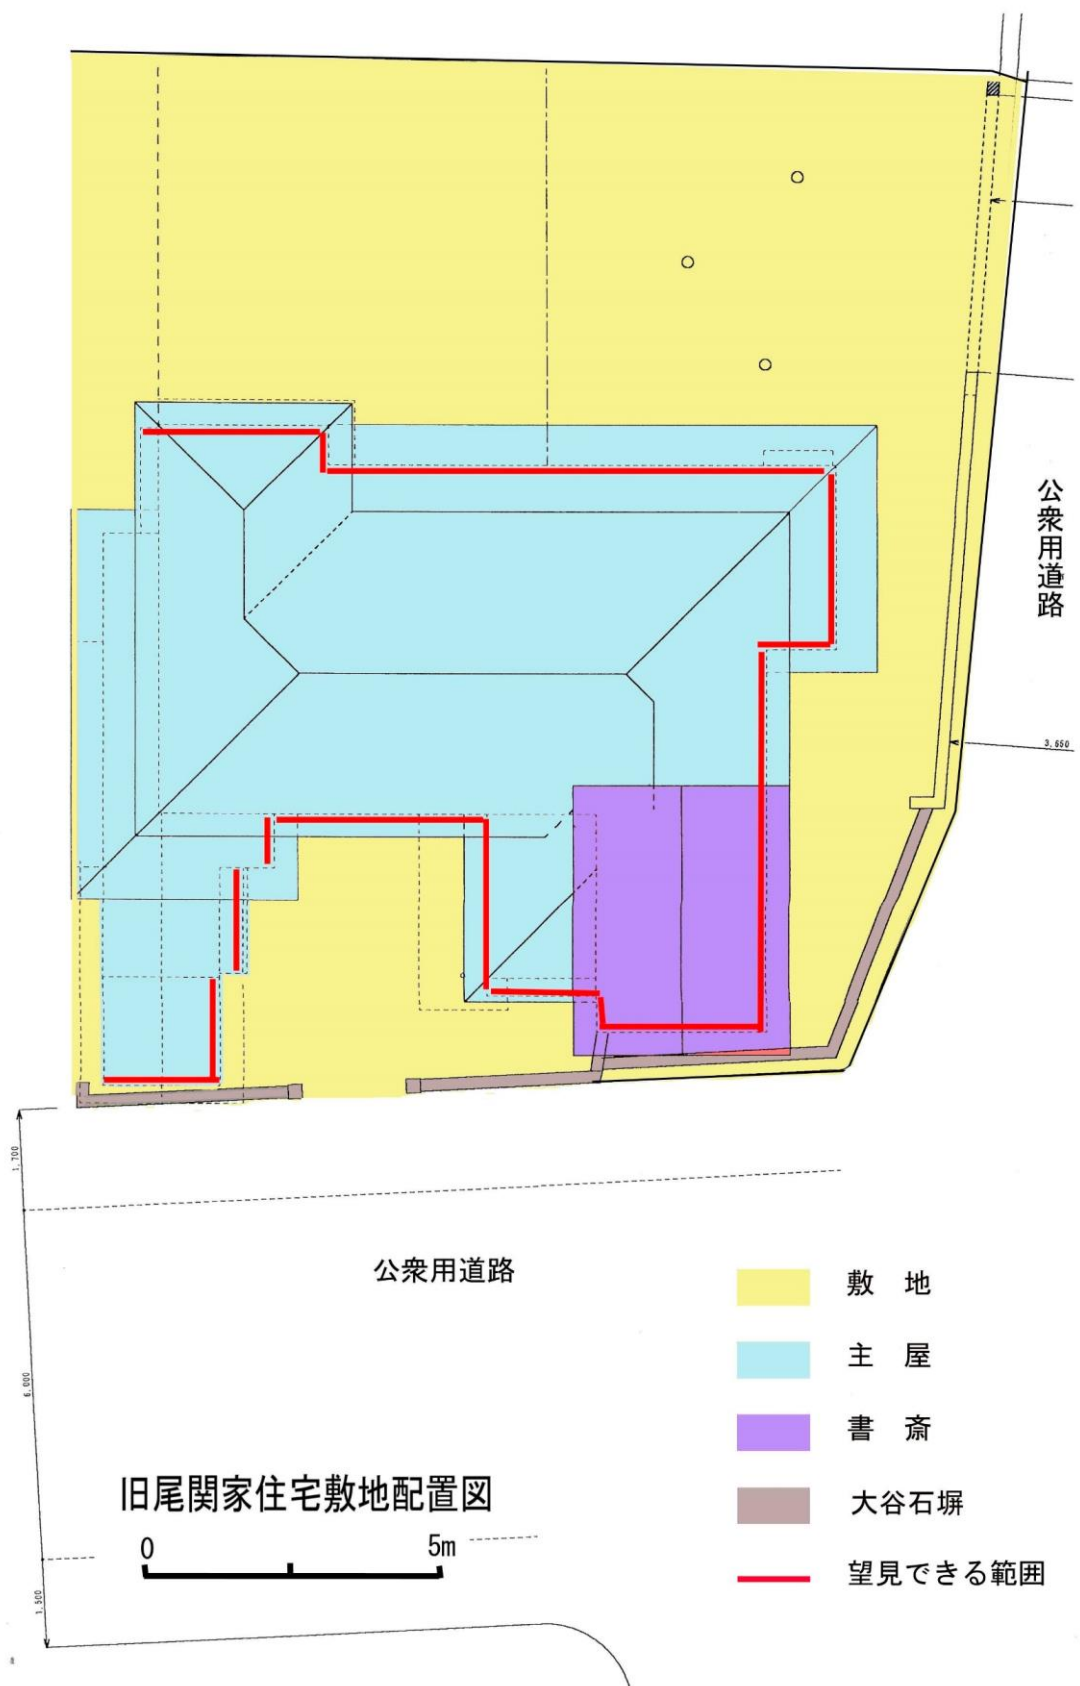 公衆用道路
3,650
1,700
公衆用道路
6,000
1,500
敷 地
主 屋
書 斎
大谷石塀
望見できる範囲
旧尾関家住宅敷地配置図
0 5m